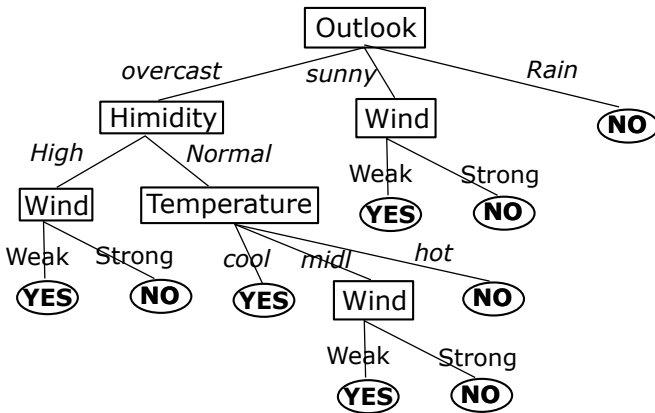 Outlook
overcast sunny Rain
Himidity Wind NO
High Normal Weak Strong
Wind Temperature YES NO
Weak Strong cool midl hot
YES NO YES Wind NO
Weak Strong
YES NO